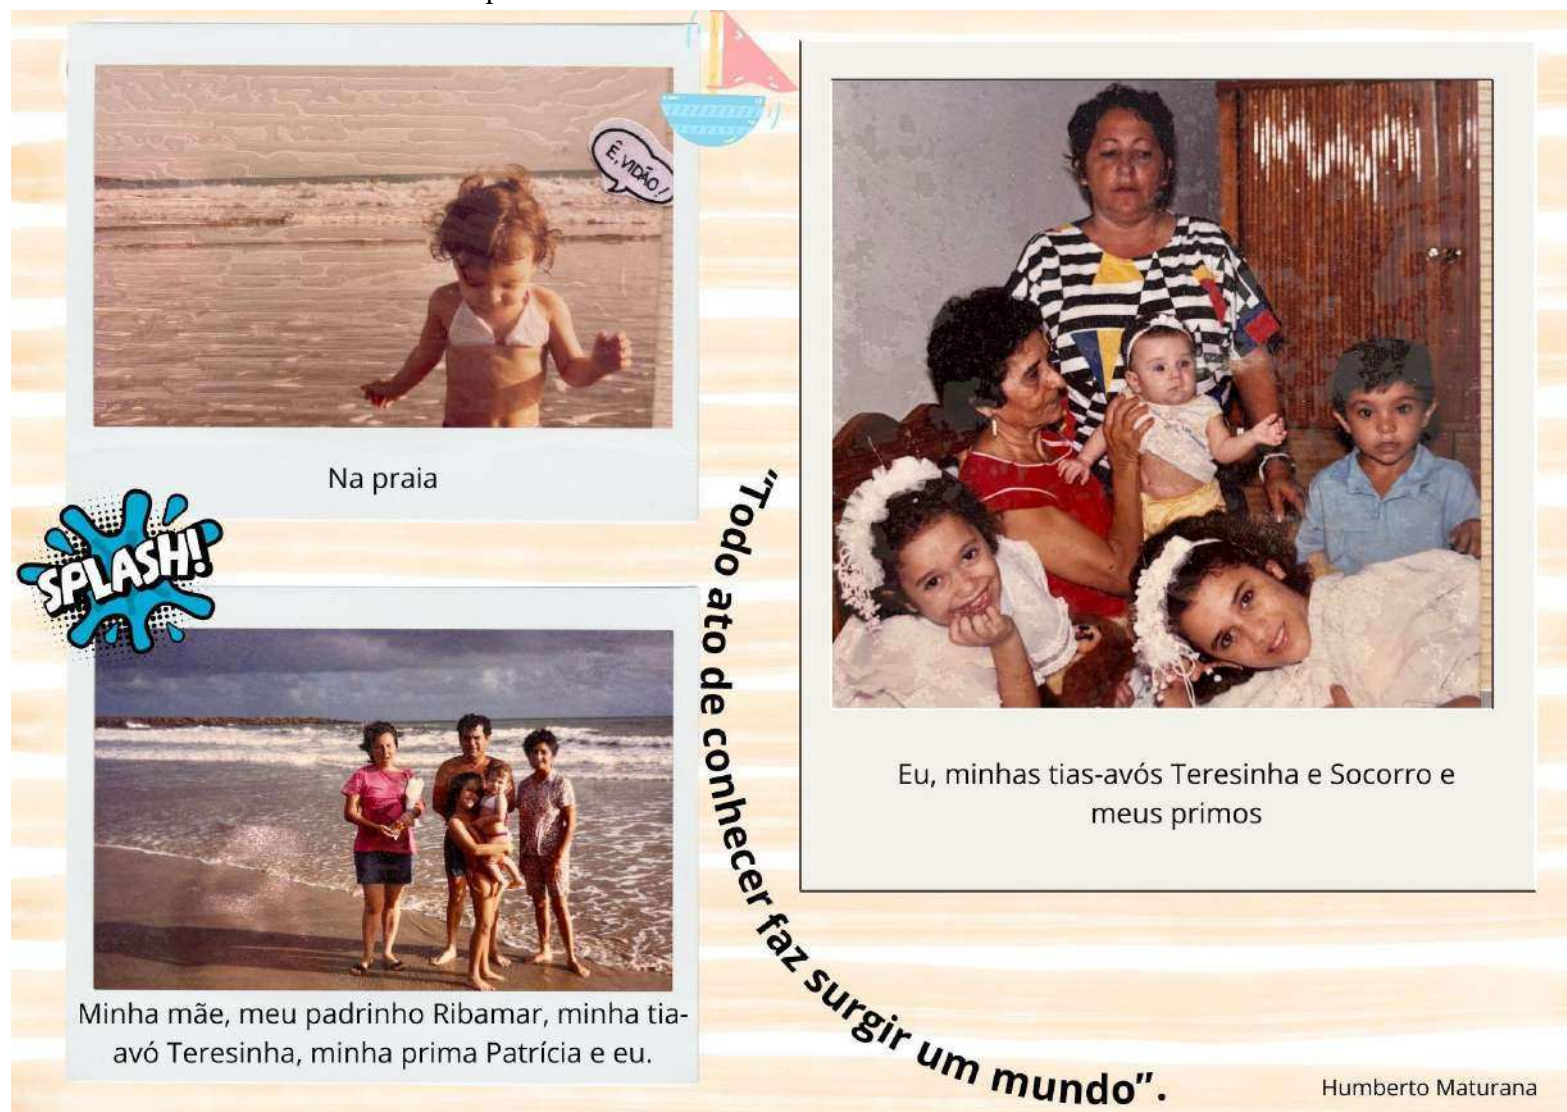 Ê, VIDÃO!
Na praia
SPLASH!
Minha mãe, meu padrinho Ribamar, minha tia-
avó Teresinha, minha prima Patrícia e eu.
"Todo ato de conhecer faz surgir um mundo".
Eu, minhas tias-avós Teresinha e Socorro e
meus primos
Humberto Maturana